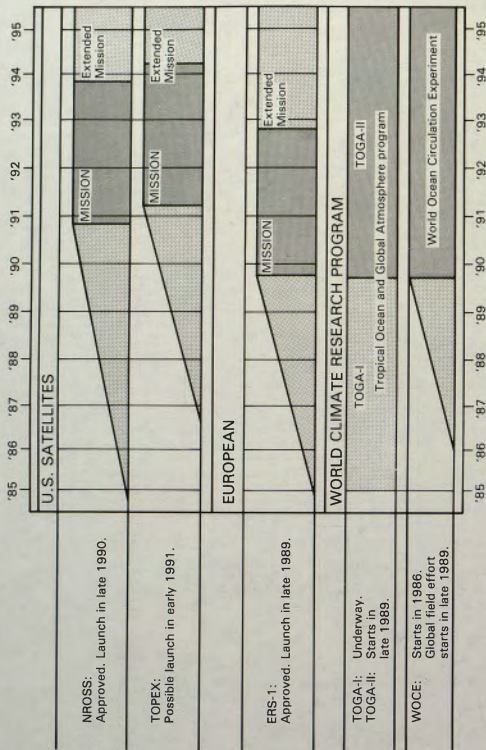 '85 '86 '87 '88 '89 '90 '91 '92 '93 '94 '95
U.S. SATELLITES
NROSS:
Approved. Launch in late 1990.
MISSION
Extended
Mission
TOPEX:
Possible launch in early 1991.
MISSION
Extended
Mission
EUROPEAN
ERS-1:
Approved. Launch in late 1989.
MISSION
Extended
Mission
WORLD CLIMATE RESEARCH PROGRAM
TOGA-I: Underway.
TOGA-II: Starts in
late 1989.
TOGA-I
TOGA-II
Tropical Ocean and Global Atmosphere program
WOCE: Starts in 1986.
Global field effort
starts in late 1989.
World Ocean Circulation Experiment
'85 '86 '87 '88 '89 '90 '91 '92 '93 '94 '95